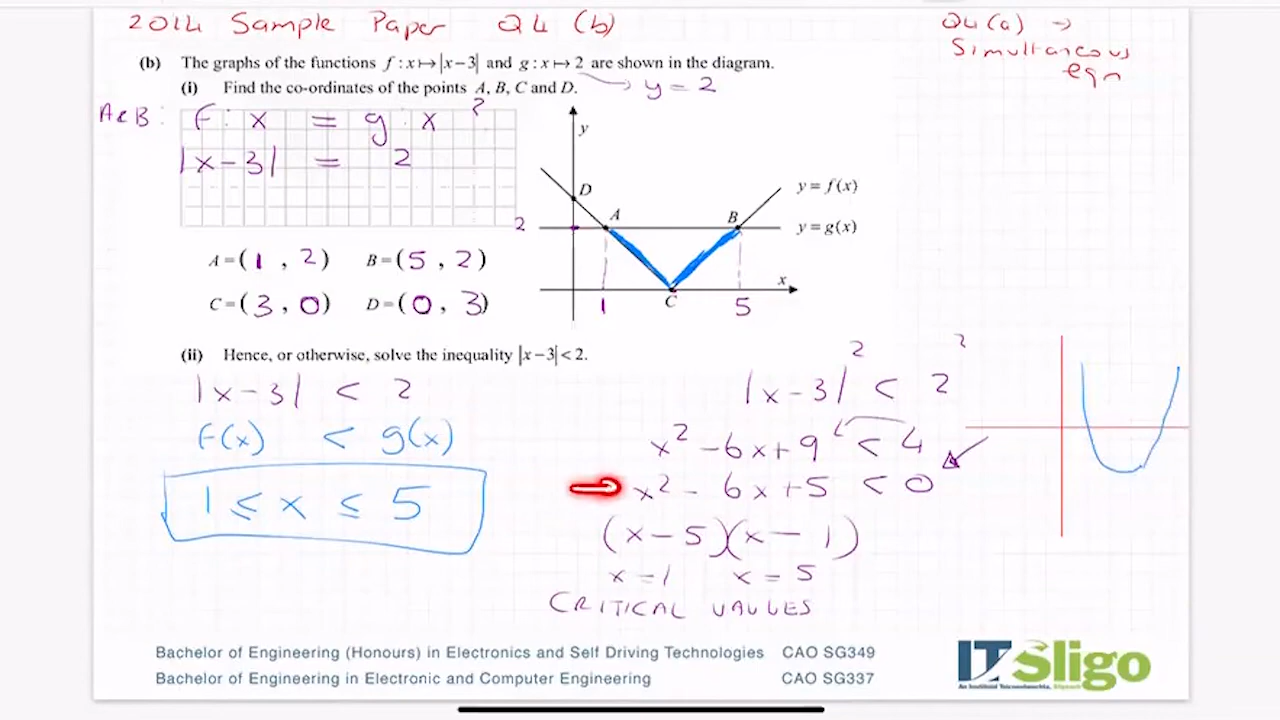 2014 Sample Paper Q4 (b)
Q4 (a) →
Simultaneous
eqn
(b) The graphs of the functions f : x ↦ |x−3| and g : x ↦ 2 are shown in the diagram.
(i) Find the co-ordinates of the points A, B, C and D.
→ y = 2
A&B: f : x = g : x
2
|x − 3| = 2
y
D
A
B
y = f(x)
2
y = g(x)
x
1
C
5
A = (1, 2) B = (5, 2)
C = (3, 0) D = (0, 3)
(ii) Hence, or otherwise, solve the inequality |x−3| < 2.
|x − 3| < 2
f(x) < g(x)
1 ≤ x ≤ 5
|x − 3|² < 2²
x² − 6x + 9 < 4
x² − 6x + 5 < 0
(x − 5)(x − 1)
x = 1 x = 5
CRITICAL VAULES
Bachelor of Engineering (Honours) in Electronics and Self Driving Technologies CAO SG349
Bachelor of Engineering in Electronic and Computer Engineering CAO SG337
IT Sligo